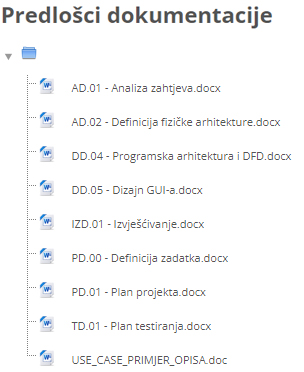 Predlošci dokumentacije
AD.01 - Analiza zahtjeva.docx
AD.02 - Definicija fizičke arhitekture.docx
DD.04 - Programska arhitektura i DFD.docx
DD.05 - Dizajn GUI-a.docx
IZD.01 - Izvješćivanje.docx
PD.00 - Definicija zadatka.docx
PD.01 - Plan projekta.docx
TD.01 - Plan testiranja.docx
USE_CASE_PRIMJER_OPISA.doc